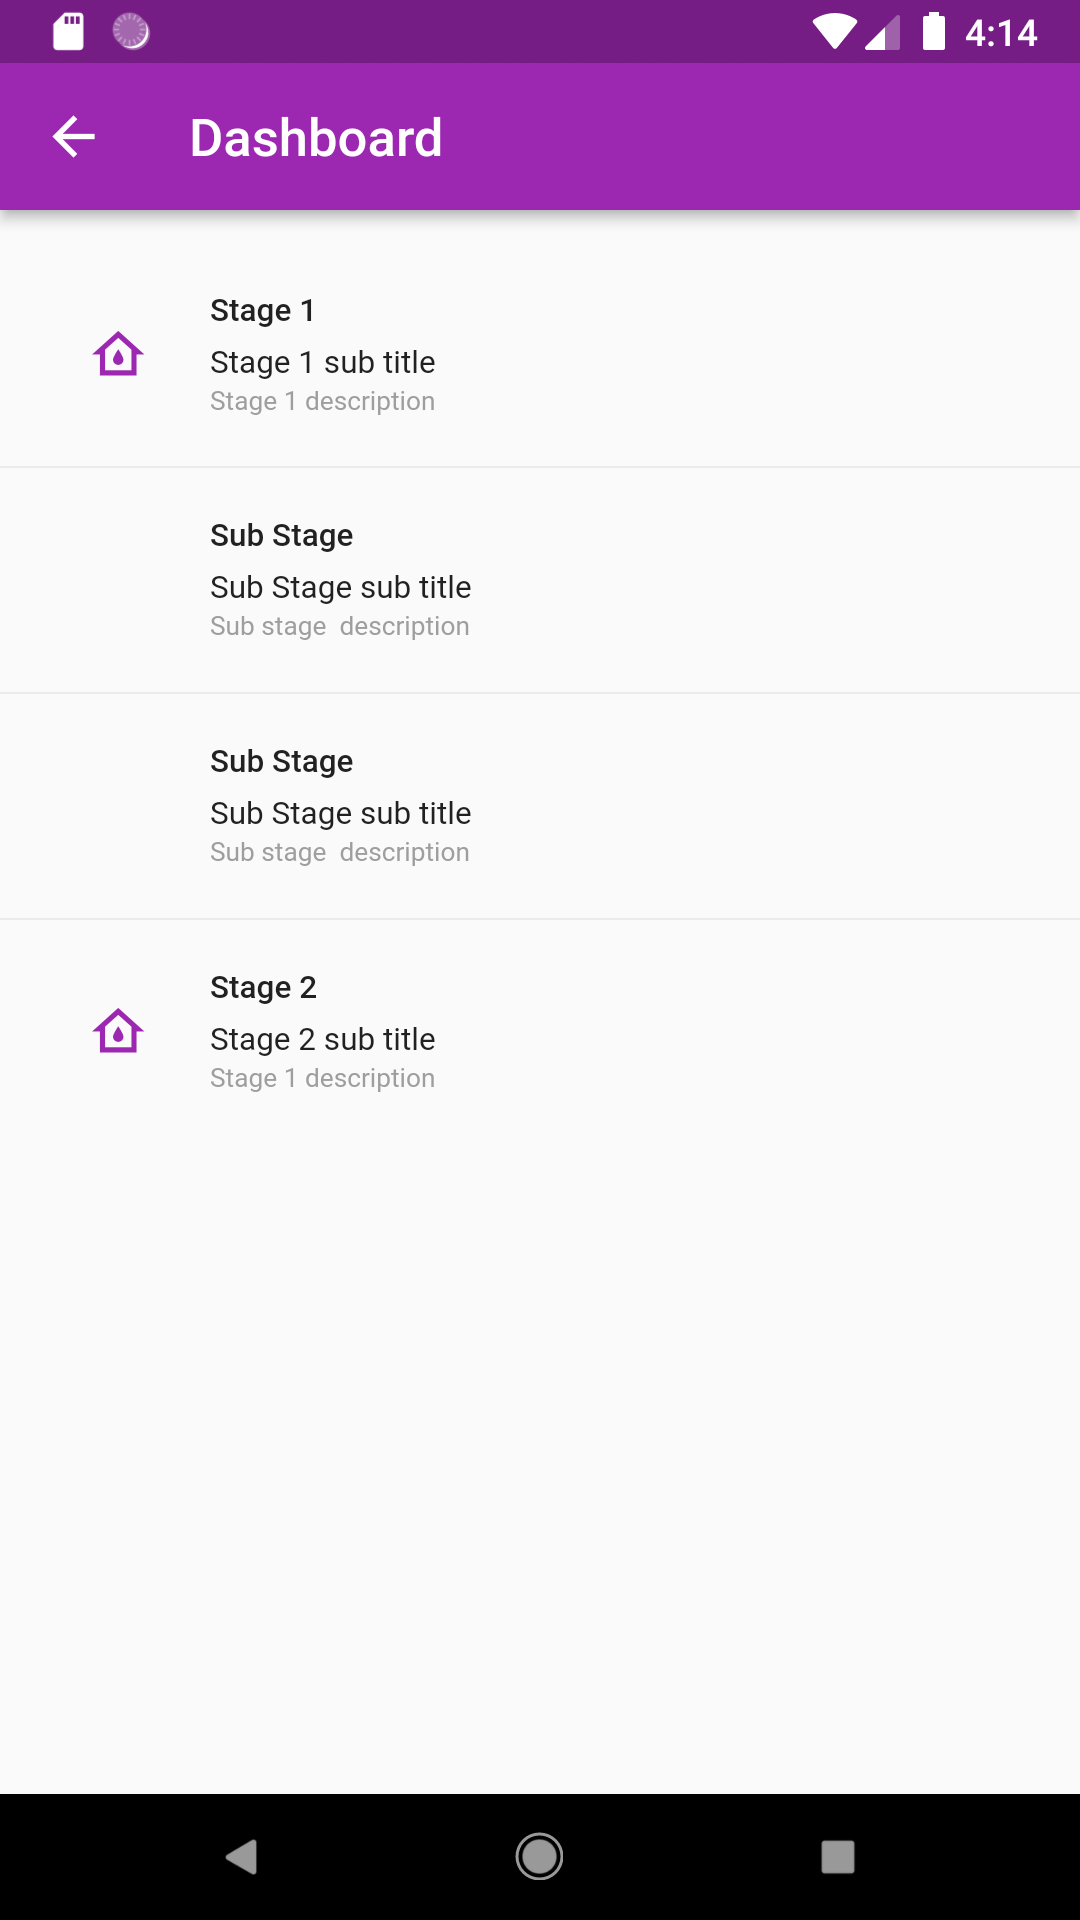 4:14
Dashboard
Stage 1
Stage 1 sub title
Stage 1 description
Sub Stage
Sub Stage sub title
Sub stage  description
Sub Stage
Sub Stage sub title
Sub stage  description
Stage 2
Stage 2 sub title
Stage 1 description